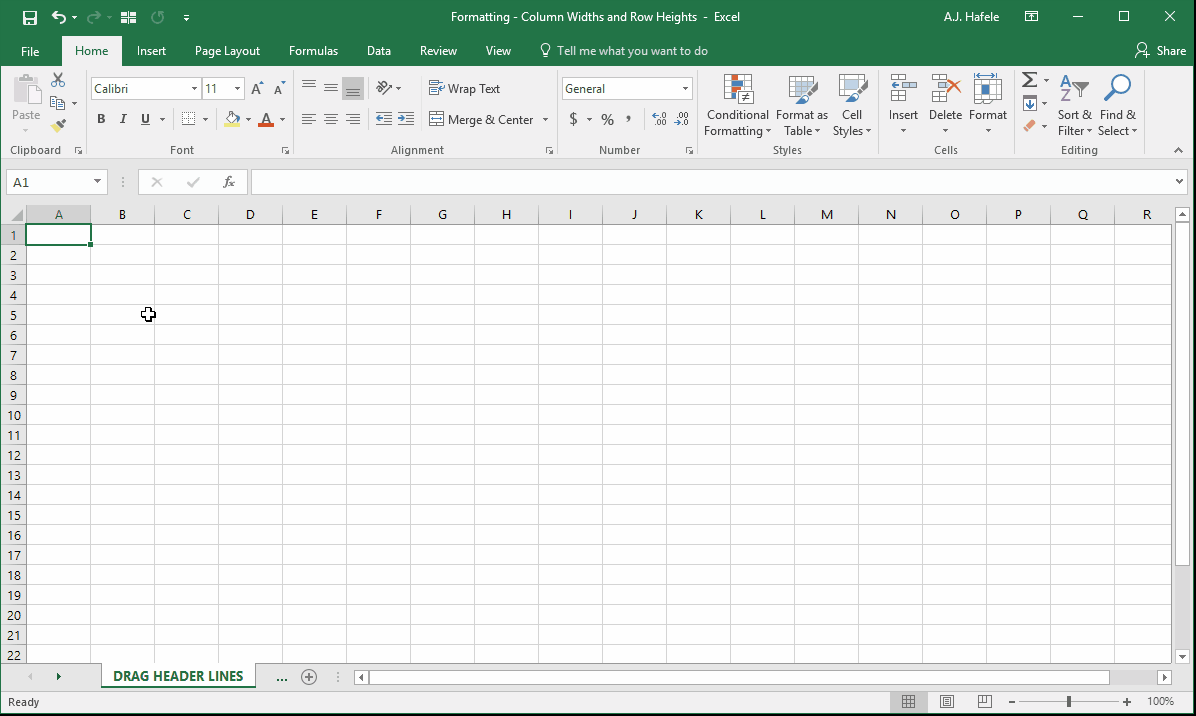 Formatting - Column Widths and Row Heights - Excel
A.J. Hafele
File Home Insert Page Layout Formulas Data Review View Tell me what you want to do Share
Paste
Calibri 11
A A
B I U A
Wrap Text
Merge & Center
General
$ % ,
Conditional Formatting
Format as Table
Cell Styles
Insert Delete Format
Sort & Filter
Find & Select
Clipboard Font Alignment Number Styles Cells Editing
A1 fx
A B C D E F G H I J K L M N O P Q R
1
2
3
4
5
6
7
8
9
10
11
12
13
14
15
16
17
18
19
20
21
22
DRAG HEADER LINES ...
Ready 100%